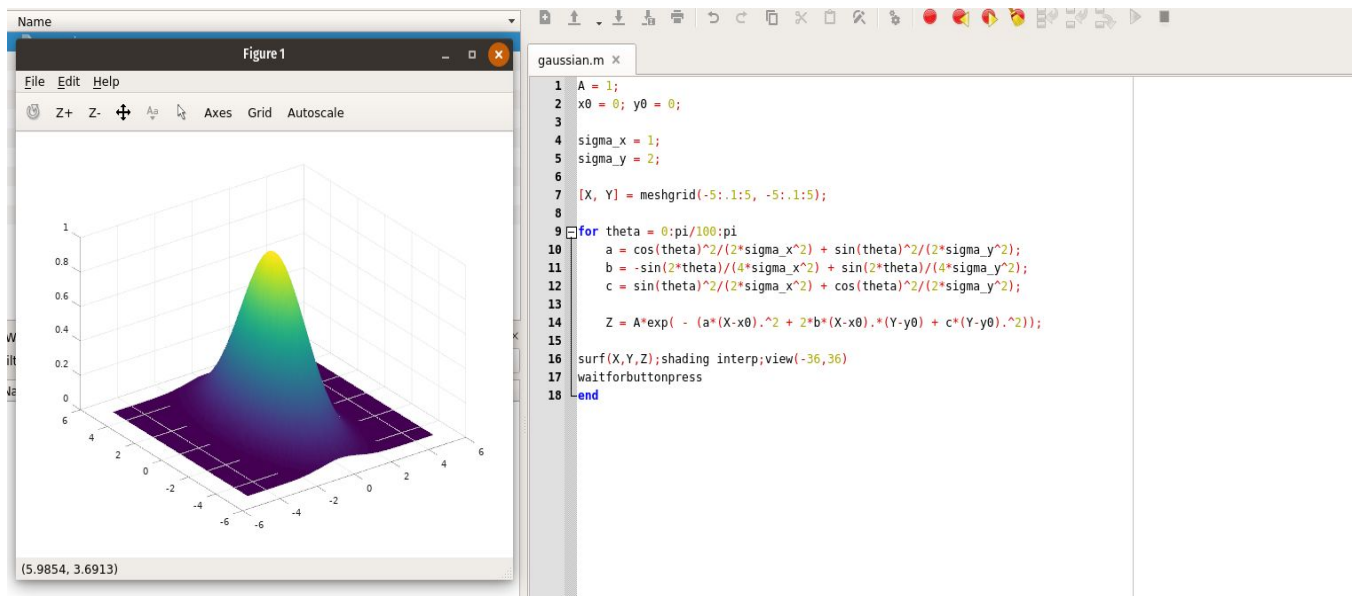 Name
Figure 1
File Edit Help
Z+ Z- Aa Axes Grid Autoscale
1
0.8
0.6
0.4
0.2
0
6
4
2
0
-2
-4
-6
-6
-4
-2
0
2
4
6
(5.9854, 3.6913)
gaussian.m
1 A = 1;
2 x0 = 0; y0 = 0;
3
4 sigma_x = 1;
5 sigma_y = 2;
6
7 [X, Y] = meshgrid(-5:.1:5, -5:.1:5);
8
9 for theta = 0:pi/100:pi
10 a = cos(theta)^2/(2*sigma_x^2) + sin(theta)^2/(2*sigma_y^2);
11 b = -sin(2*theta)/(4*sigma_x^2) + sin(2*theta)/(4*sigma_y^2);
12 c = sin(theta)^2/(2*sigma_x^2) + cos(theta)^2/(2*sigma_y^2);
13
14 Z = A*exp( - (a*(X-x0).^2 + 2*b*(X-x0).*(Y-y0) + c*(Y-y0).^2));
15
16 surf(X,Y,Z);shading interp;view(-36,36)
17 waitforbuttonpress
18 end